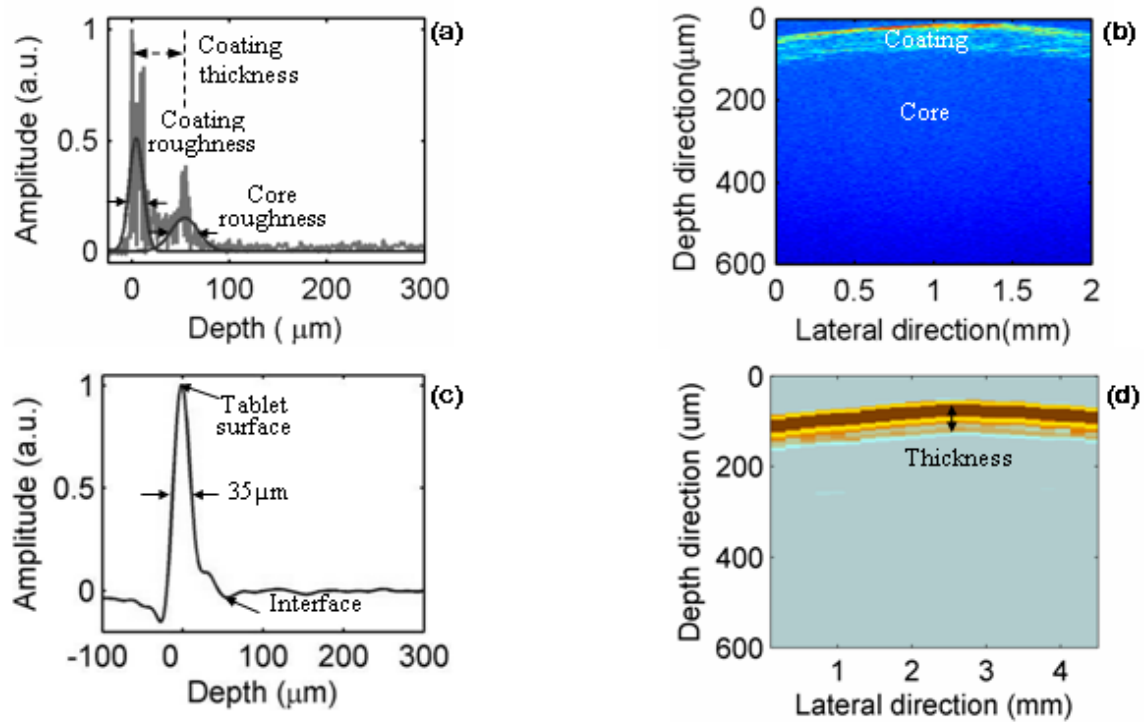 (a)
Amplitude (a.u.)
1
0.5
0
Coating
thickness
Coating
roughness
Core
roughness
0 100 200 300
Depth ( μm)
(b)
Depth direction(μm)
0
200
400
600
Coating
Core
0 0.5 1 1.5 2
Lateral direction(mm)
(c)
Amplitude (a.u.)
1
0.5
0
Tablet
surface
35μm
Interface
-100 0 100 200 300
Depth (μm)
(d)
Depth direction (um)
0
200
400
600
Thickness
1 2 3 4
Lateral direction (mm)